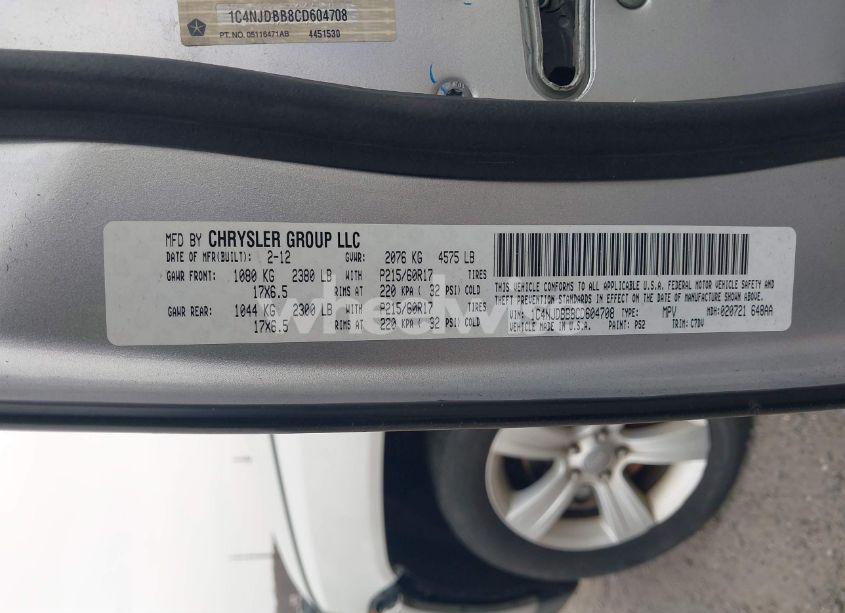 1C4NJDBB8CD604708
PT. NO. 05116471AB 4451530
MFD BY CHRYSLER GROUP LLC
DATE OF MFR(BUILT): 2-12 GVWR: 2076 KG 4575 LB
GAWR FRONT: 1080 KG 2380 LB WITH P215/60R17 TIRES
17X6.5 RIMS AT 220 KPA ( 32 PSI) COLD
GAWR REAR: 1044 KG 2300 LB WITH P215/60R17 TIRES
17X6.5 RIMS AT 220 KPA ( 32 PSI) COLD
THIS VEHICLE CONFORMS TO ALL APPLICABLE U.S.A. FEDERAL MOTOR VEHICLE SAFETY AND
THEFT PREVENTION STANDARDS IN EFFECT ON THE DATE OF MANUFACTURE SHOWN ABOVE.
VIN: 1C4NJDBB8CD604708 TYPE: MPV MDH:020721 648AA
VEHICLE MADE IN U.S.A. PAINT: PS2 TRIM: C7DV